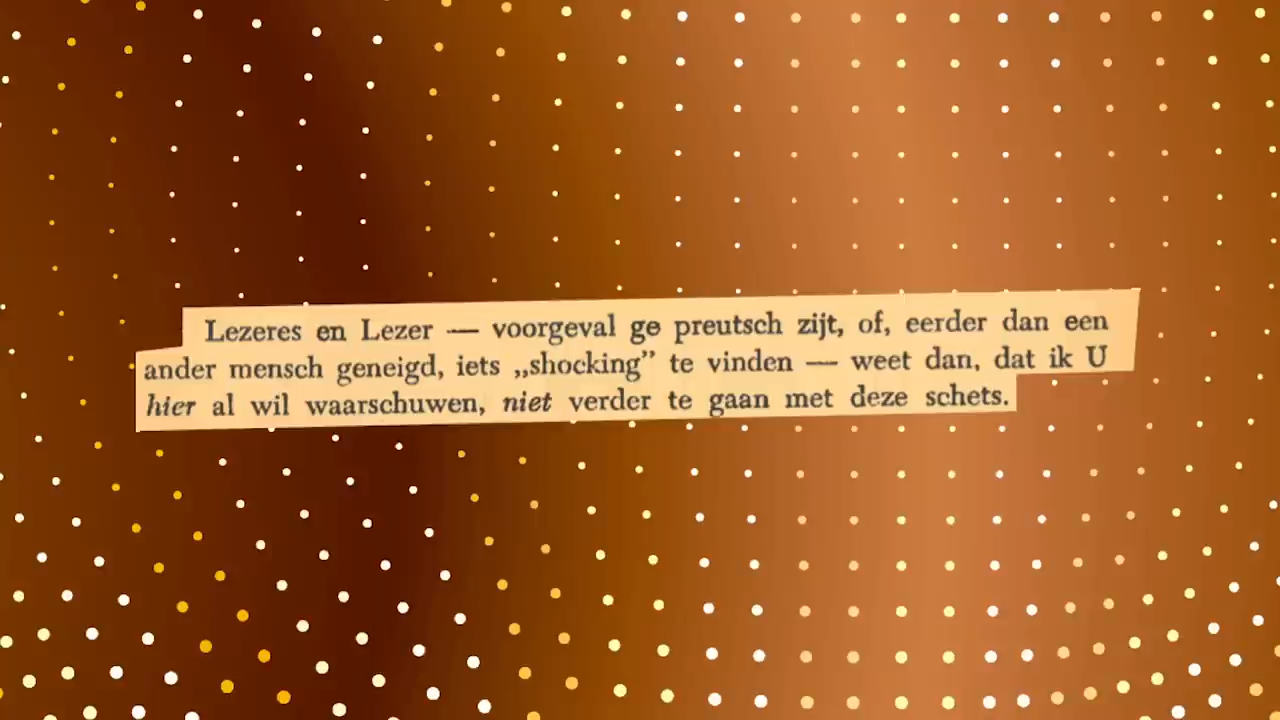 Lezeres en Lezer — voorgeval ge preutsch zijt, of, eerder dan een
ander mensch geneigd, iets „shocking” te vinden — weet dan, dat ik U
hier al wil waarschuwen, niet verder te gaan met deze schets.